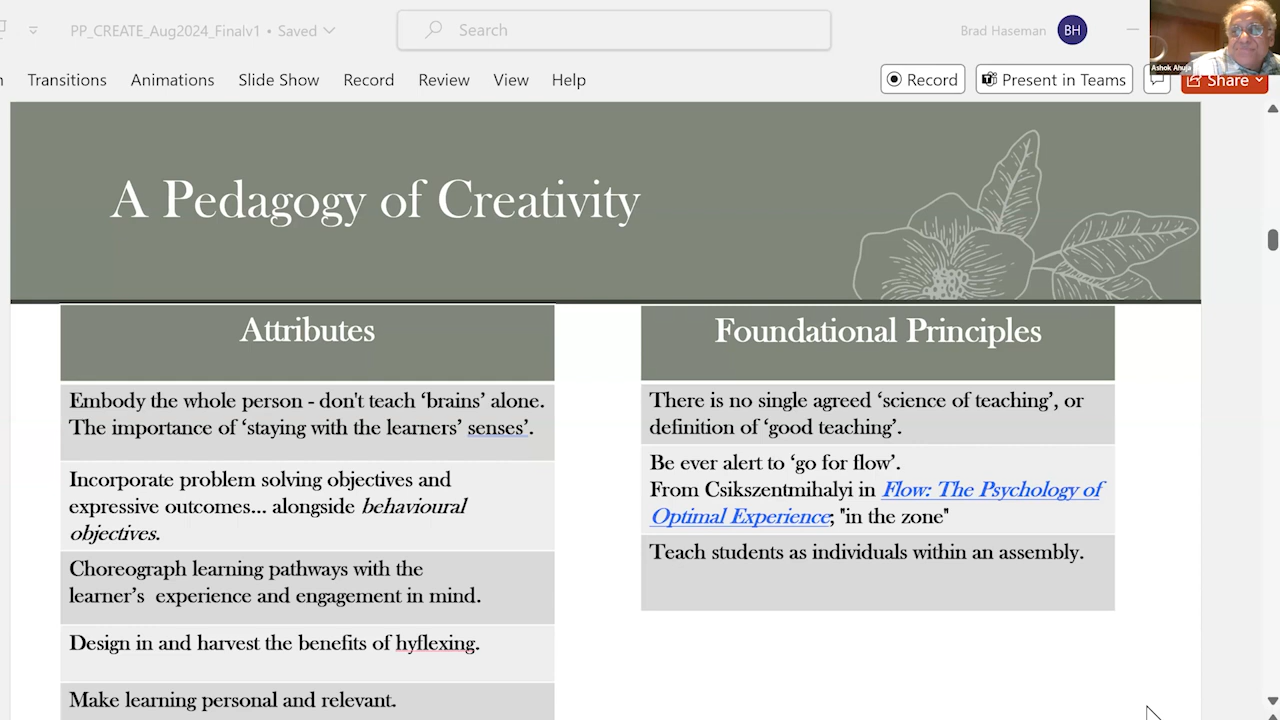 PP_CREATE_Aug2024_Finalv1 • Saved
Search
Brad Haseman
BH
Ashok Ahuja
Transitions
Animations
Slide Show
Record
Review
View
Help
Record
Present in Teams
Share
A Pedagogy of Creativity
Attributes
Embody the whole person - don't teach ‘brains’ alone.
The importance of ‘staying with the learners’ senses’.
Incorporate problem solving objectives and
expressive outcomes... alongside behavioural
objectives.
Choreograph learning pathways with the
learner’s experience and engagement in mind.
Design in and harvest the benefits of hyflexing.
Make learning personal and relevant.
Foundational Principles
There is no single agreed ‘science of teaching’, or
definition of ‘good teaching’.
Be ever alert to ‘go for flow’.
From Csikszentmihalyi in Flow: The Psychology of
Optimal Experience; "in the zone"
Teach students as individuals within an assembly.